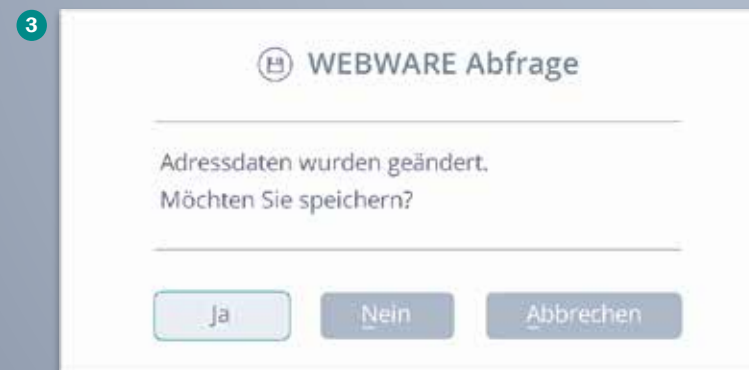 3
WEBWARE Abfrage
Adressdaten wurden geändert.
Möchten Sie speichern?
Ja
Nein
Abbrechen